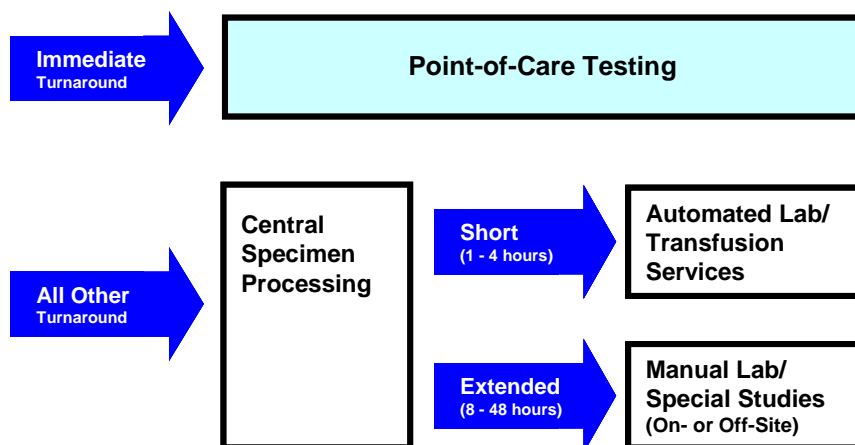 Immediate
Turnaround
Point-of-Care Testing
All Other
Turnaround
Central
Specimen
Processing
Short
(1 - 4 hours)
Automated Lab/
Transfusion
Services
Extended
(8 - 48 hours)
Manual Lab/
Special Studies
(On- or Off-Site)